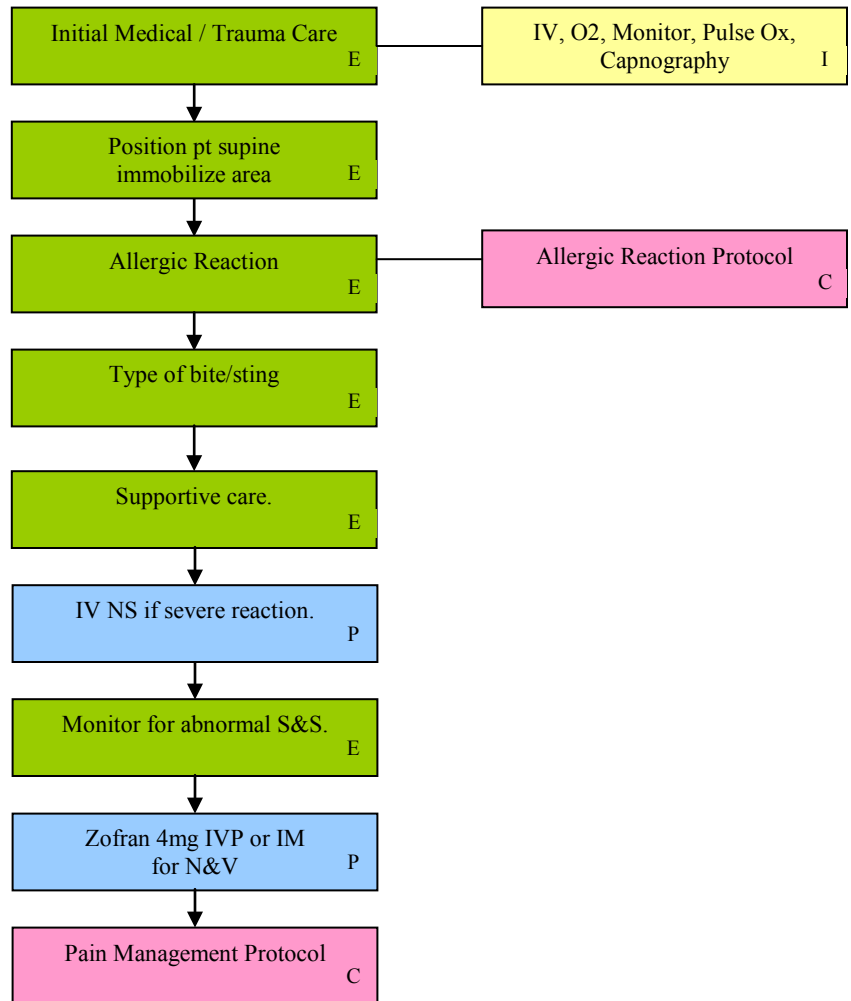 Initial Medical / Trauma Care
E
IV, O2, Monitor, Pulse Ox,
Capnography
I
Position pt supine
immobilize area
E
Allergic Reaction
E
Allergic Reaction Protocol
C
Type of bite/sting
E
Supportive care.
E
IV NS if severe reaction.
P
Monitor for abnormal S&S.
E
Zofran 4mg IVP or IM
for N&V
P
Pain Management Protocol
C